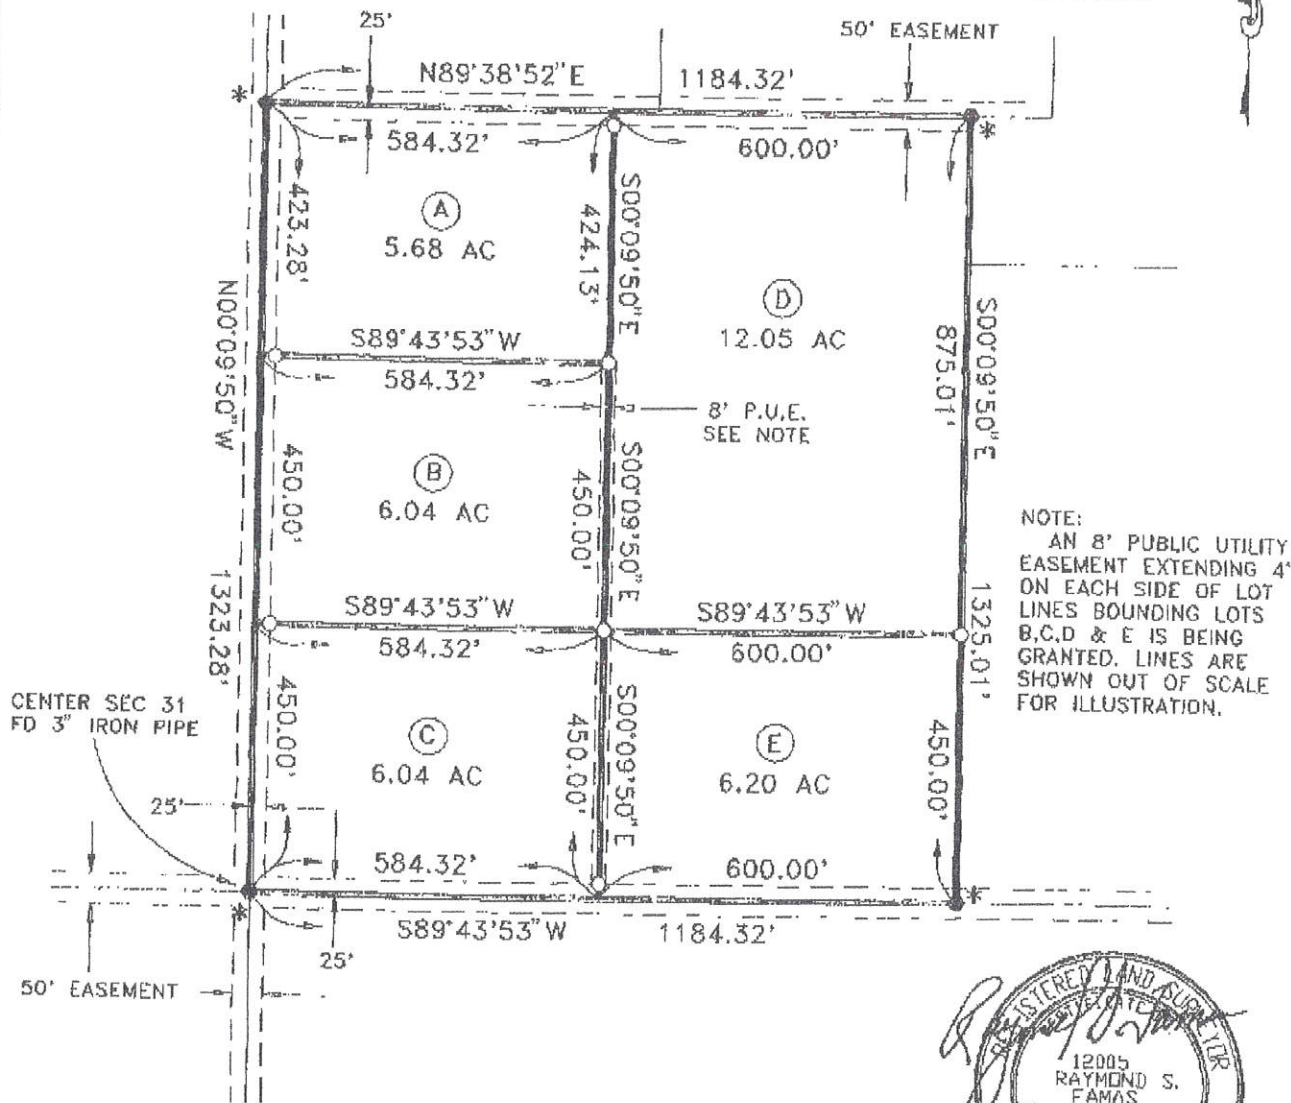 25'
50' EASEMENT
N89°38'52"E
1184.32'
*
584.32'
600.00'
*
423.28'
A
5.68 AC
424.13'
S00°09'50"E
D
12.05 AC
N00°09'50"W
S89°43'53"W
584.32'
875.01'
S00°09'50"E
8' P.U.E.
SEE NOTE
B
6.04 AC
450.00'
450.00'
S00°09'50"E
NOTE:
AN 8' PUBLIC UTILITY
EASEMENT EXTENDING 4'
ON EACH SIDE OF LOT
LINES BOUNDING LOTS
B,C,D & E IS BEING
GRANTED. LINES ARE
SHOWN OUT OF SCALE
FOR ILLUSTRATION.
1323.28'
S89°43'53"W
584.32'
S89°43'53"W
600.00'
1325.01'
CENTER SEC 31
FD 3" IRON PIPE
450.00'
C
6.04 AC
450.00'
S00°09'50"E
E
6.20 AC
450.00'
25'
584.32'
600.00'
*
*
S89°43'53"W
1184.32'
25'
50' EASEMENT
REGISTERED LAND SURVEYOR
12005
RAYMOND S.